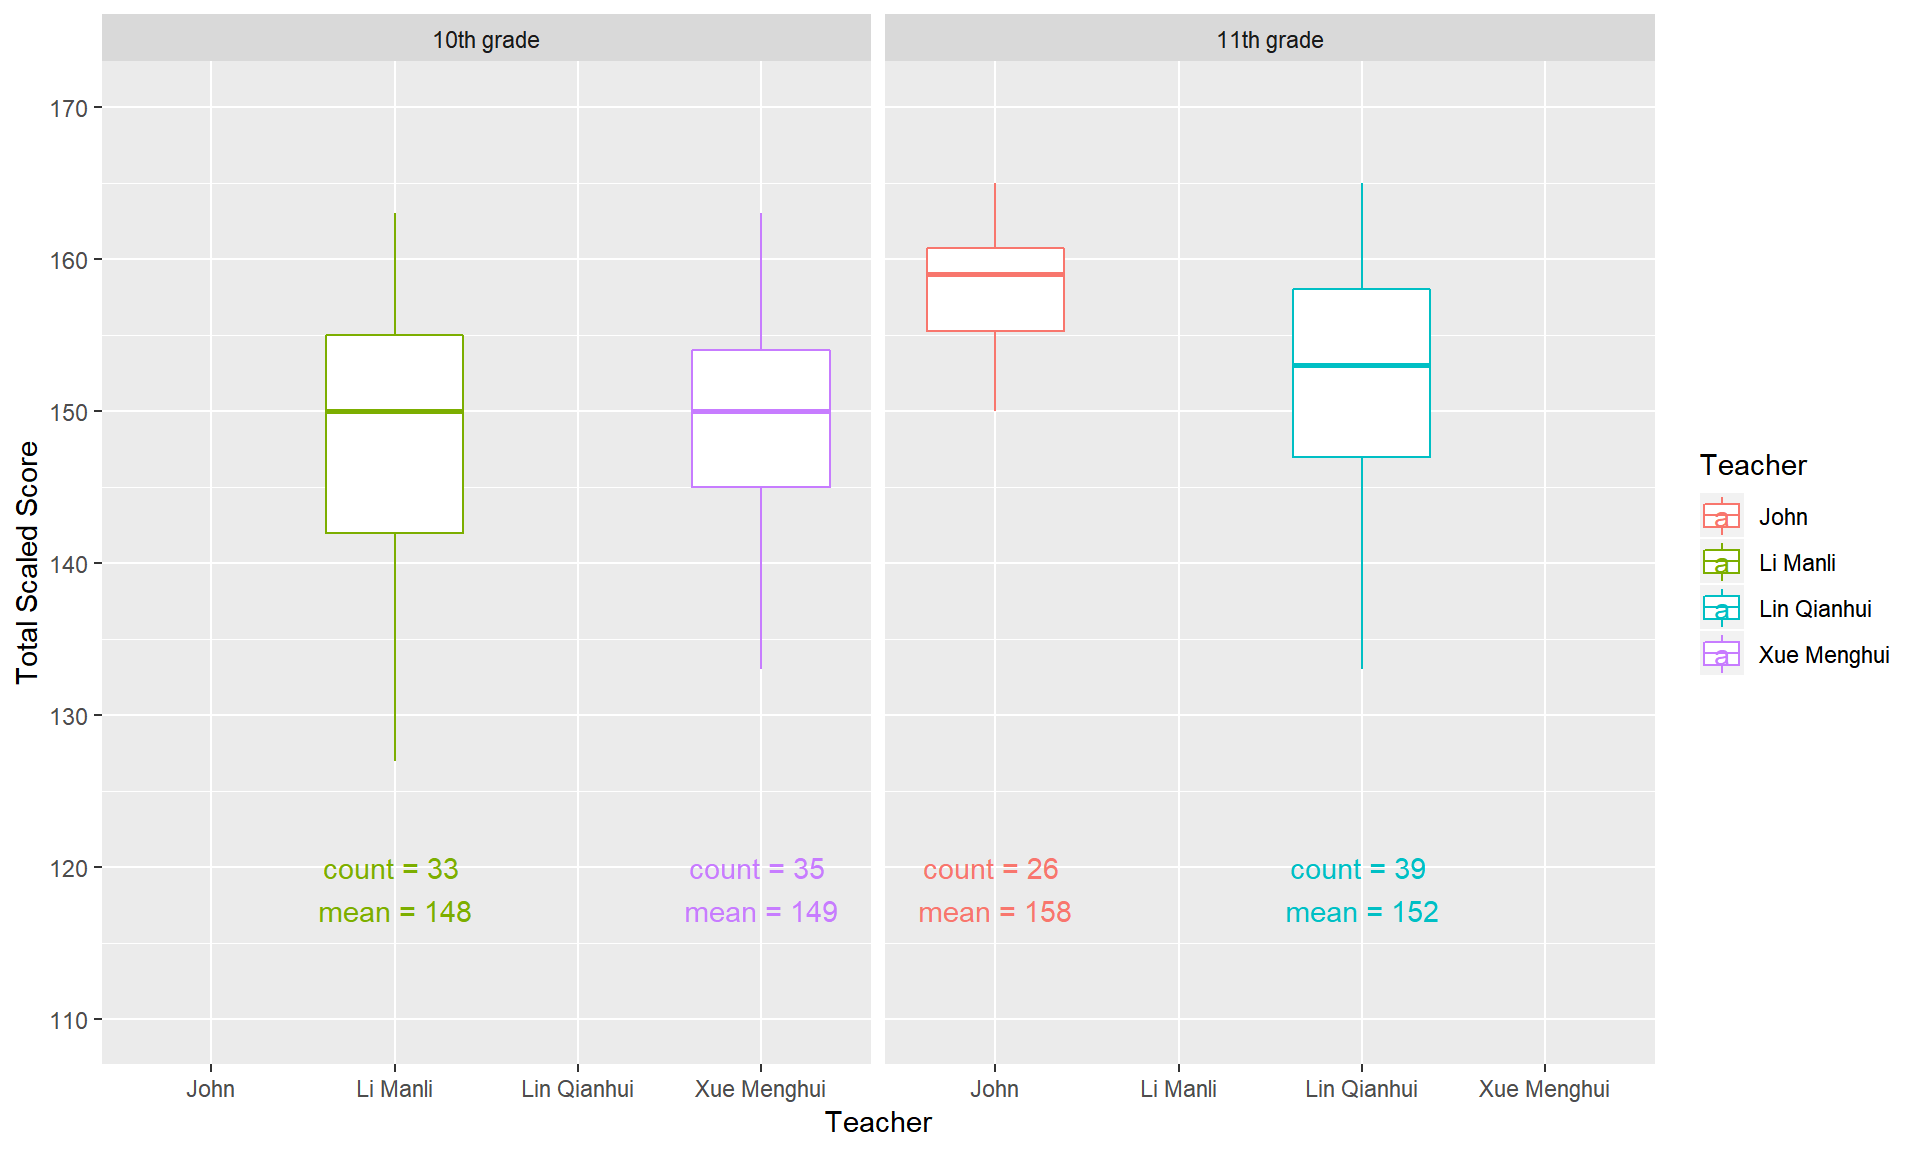 10th grade
11th grade
170
160
150
140
130
120
110
Total Scaled Score
count = 33
mean = 148
count = 35
mean = 149
count = 26
mean = 158
count = 39
mean = 152
John
Li Manli
Lin Qianhui
Xue Menghui
John
Li Manli
Lin Qianhui
Xue Menghui
Teacher
Teacher
a John
a Li Manli
a Lin Qianhui
a Xue Menghui